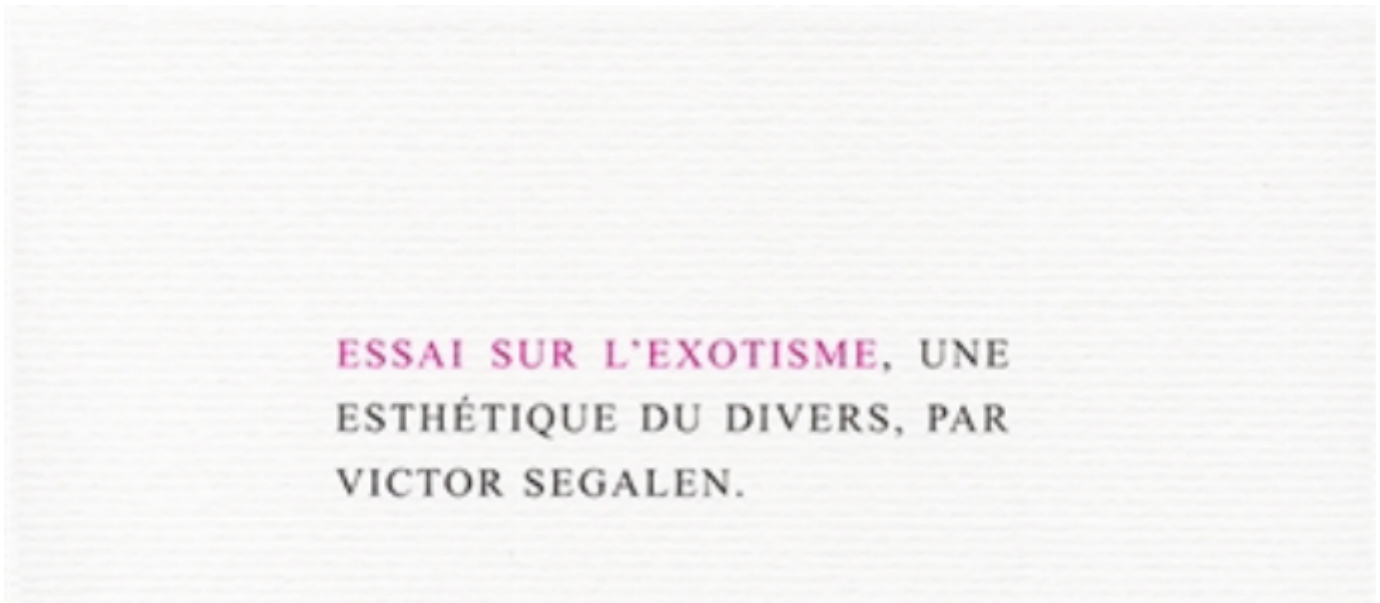 ESSAI SUR L'EXOTISME, UNE
ESTHÉTIQUE DU DIVERS, PAR
VICTOR SEGALEN.